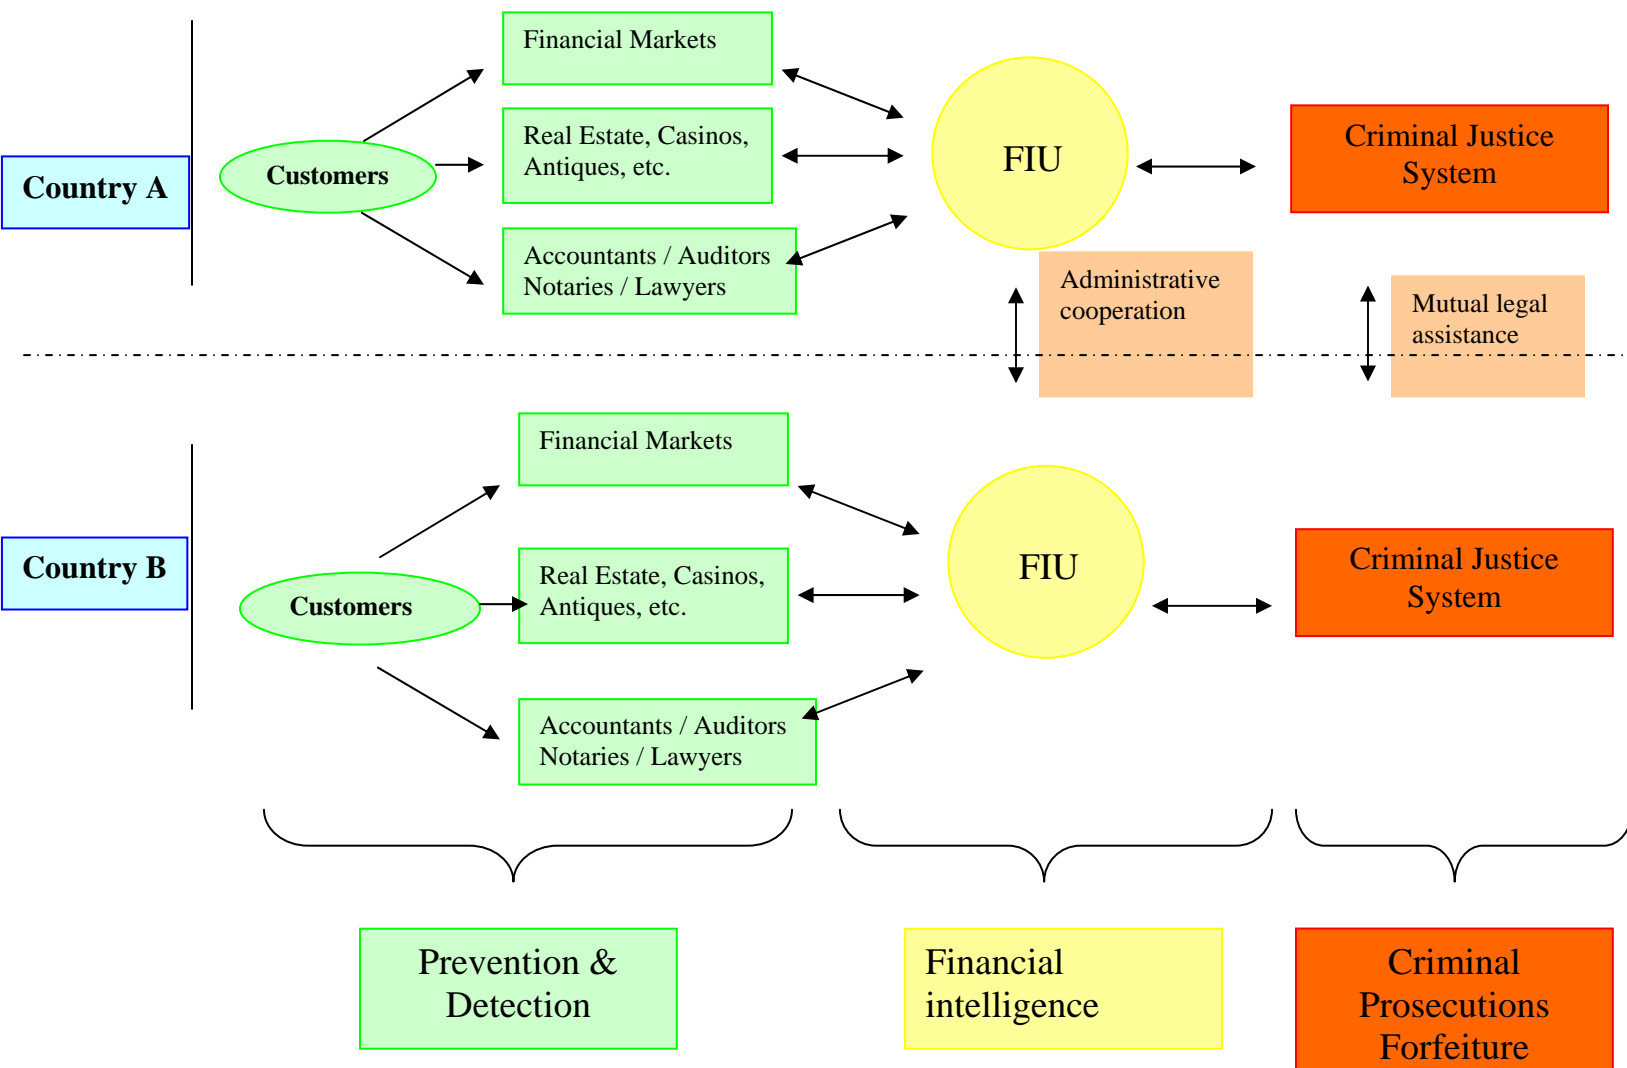 Financial Markets
Real Estate, Casinos,
Antiques, etc.
Accountants / Auditors
Notaries / Lawyers
Customers
Country A
FIU
Criminal Justice
System
Administrative
cooperation
Mutual legal
assistance
Financial Markets
Real Estate, Casinos,
Antiques, etc.
Accountants / Auditors
Notaries / Lawyers
Customers
Country B
FIU
Criminal Justice
System
Prevention &
Detection
Financial
intelligence
Criminal
Prosecutions
Forfeiture